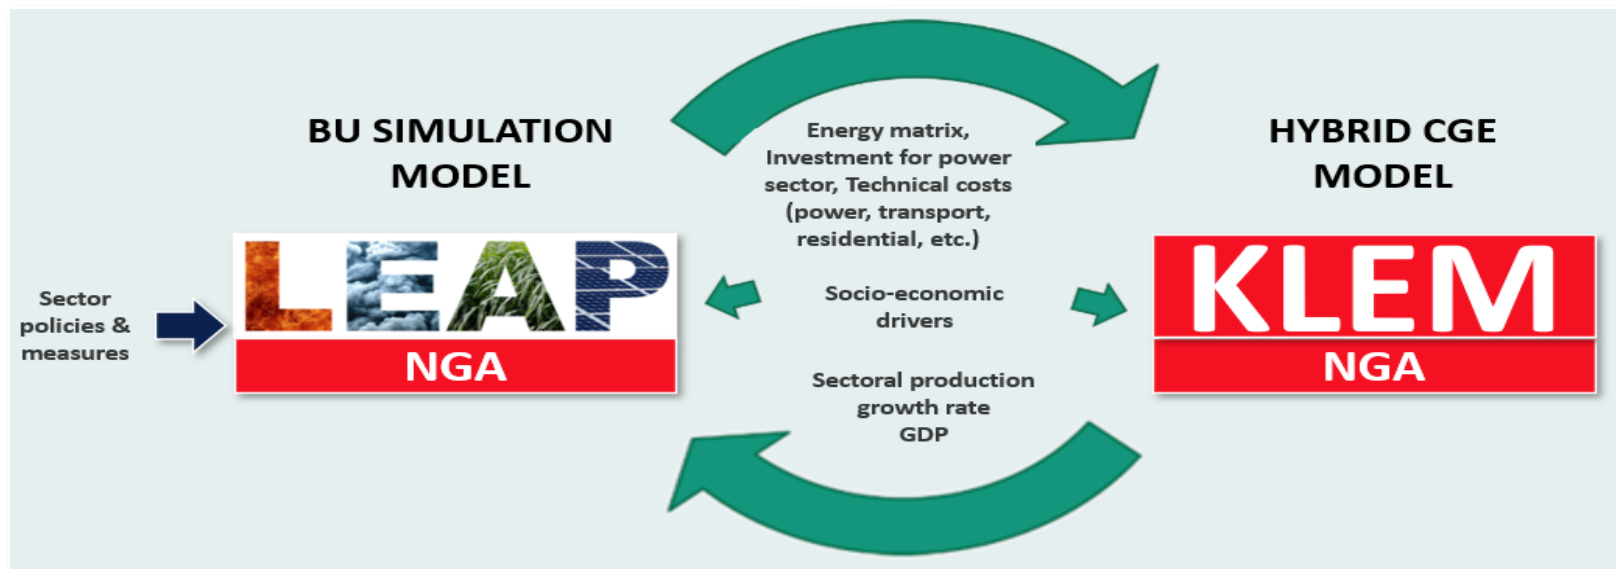 BU SIMULATION
MODEL
LEAP
NGA
Sector
policies &
measures
Energy matrix,
Investment for power
sector, Technical costs
(power, transport,
residential, etc.)
Socio-economic
drivers
Sectoral production
growth rate
GDP
HYBRID CGE
MODEL
KLEM
NGA